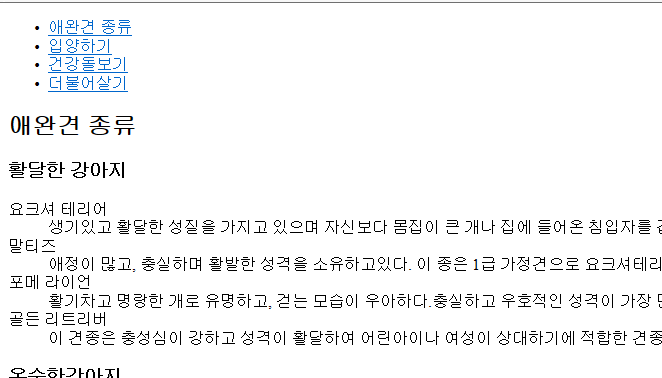 애완견 종류
입양하기
건강돌보기
더불어살기
애완견 종류
활달한 강아지
요크셔 테리어
생기있고 활달한 성질을 가지고 있으며 자신보다 몸집이 큰 개나 집에 들어온 침입자를
말티즈
애정이 많고, 충실하며 활발한 성격을 소유하고있다. 이 종은 1급 가정견으로 요크셔테리
포메 라이언
활기차고 명랑한 개로 유명하고, 걷는 모습이 우아하다.충실하고 우호적인 성격이 가장
골든 리트리버
이 견종은 충성심이 강하고 성격이 활달하여 어린아이나 여성이 상대하기에 적합한 견종
온순한강아지